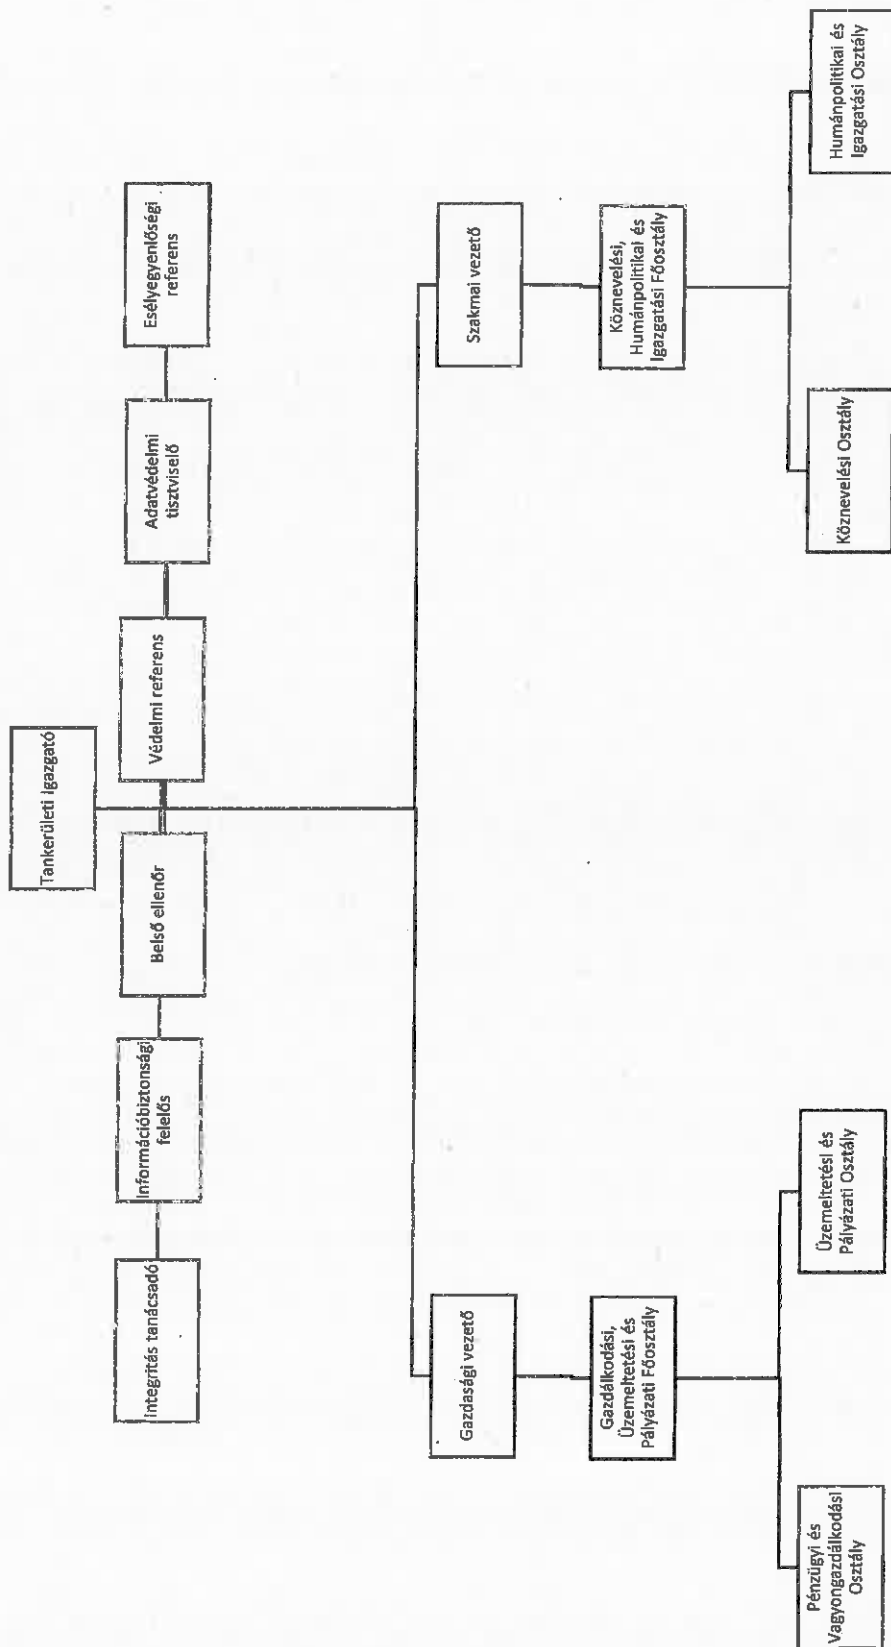 Tankerületi igazgató
Integritás tanácsadó
Információbiztonsági
felelős
Belső ellenőr
Védelmi referens
Adatvédelmi
tisztviselő
Esélyegyenlőségi
referens
Gazdasági vezető
Szakmai vezető
Gazdálkodási,
Üzemeltetési és
Pályázati Főosztály
Köznevelési,
Humánpolitikai és
Igazgatási Főosztály
Pénzügyi és
Vagyongazdálkodási
Osztály
Üzemeltetési és
Pályázati Osztály
Köznevelési Osztály
Humánpolitikai és
Igazgatási Osztály